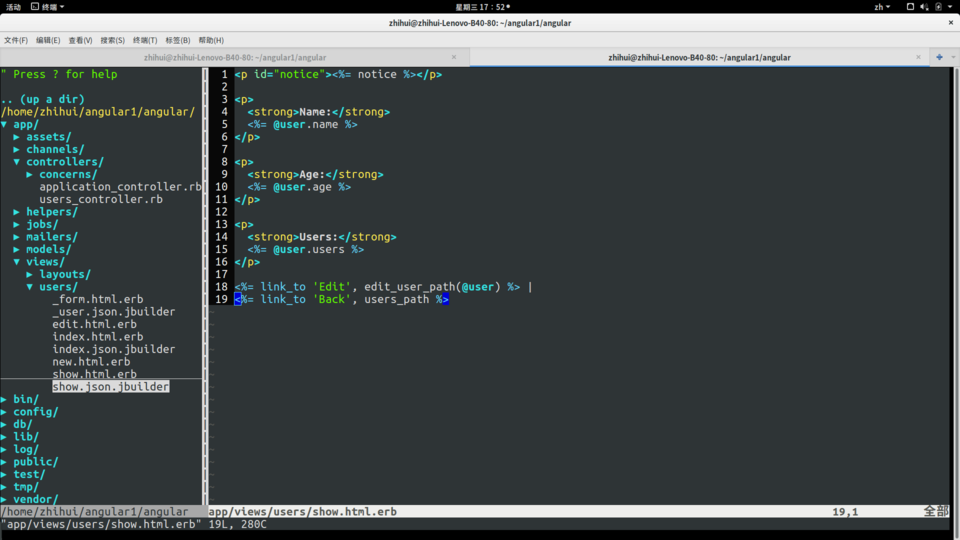 活动 终端 星期三 17：52 zh
zhihui@zhihui-Lenovo-B40-80: ~/angular1/angular ×
文件(F) 编辑(E) 查看(V) 搜索(S) 终端(T) 标签(B) 帮助(H)
zhihui@zhihui-Lenovo-B40-80: ~/angular1/angular × zhihui@zhihui-Lenovo-B40-80: ~/angular1/angular ×
" Press ? for help
.. (up a dir)
/home/zhihui/angular1/angular/
▼ app/
▶ assets/
▶ channels/
▼ controllers/
▶ concerns/
application_controller.rb
users_controller.rb
▶ helpers/
▶ jobs/
▶ mailers/
▶ models/
▼ views/
▶ layouts/
▼ users/
_form.html.erb
_user.json.jbuilder
edit.html.erb
index.html.erb
index.json.jbuilder
new.html.erb
show.html.erb
show.json.jbuilder
▶ bin/
▶ config/
▶ db/
▶ lib/
▶ log/
▶ public/
▶ test/
▶ tmp/
▶ vendor/
1 <p id="notice"><%= notice %></p>
2
3 <p>
4 <strong>Name:</strong>
5 <%= @user.name %>
6 </p>
7
8 <p>
9 <strong>Age:</strong>
10 <%= @user.age %>
11 </p>
12
13 <p>
14 <strong>Users:</strong>
15 <%= @user.users %>
16 </p>
17
18 <%= link_to 'Edit', edit_user_path(@user) %> |
19 <%= link_to 'Back', users_path %>
/home/zhihui/angular1/angular app/views/users/show.html.erb 19,1 全部
"app/views/users/show.html.erb" 19L, 280C